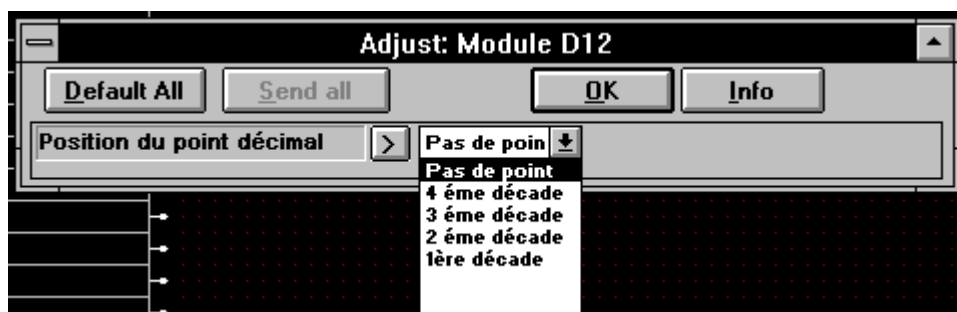 Adjust: Module D12
Default All Send all OK Info
Position du point décimal > Pas de poin
Pas de point
4 éme décade
3 éme décade
2 éme décade
1ère décade